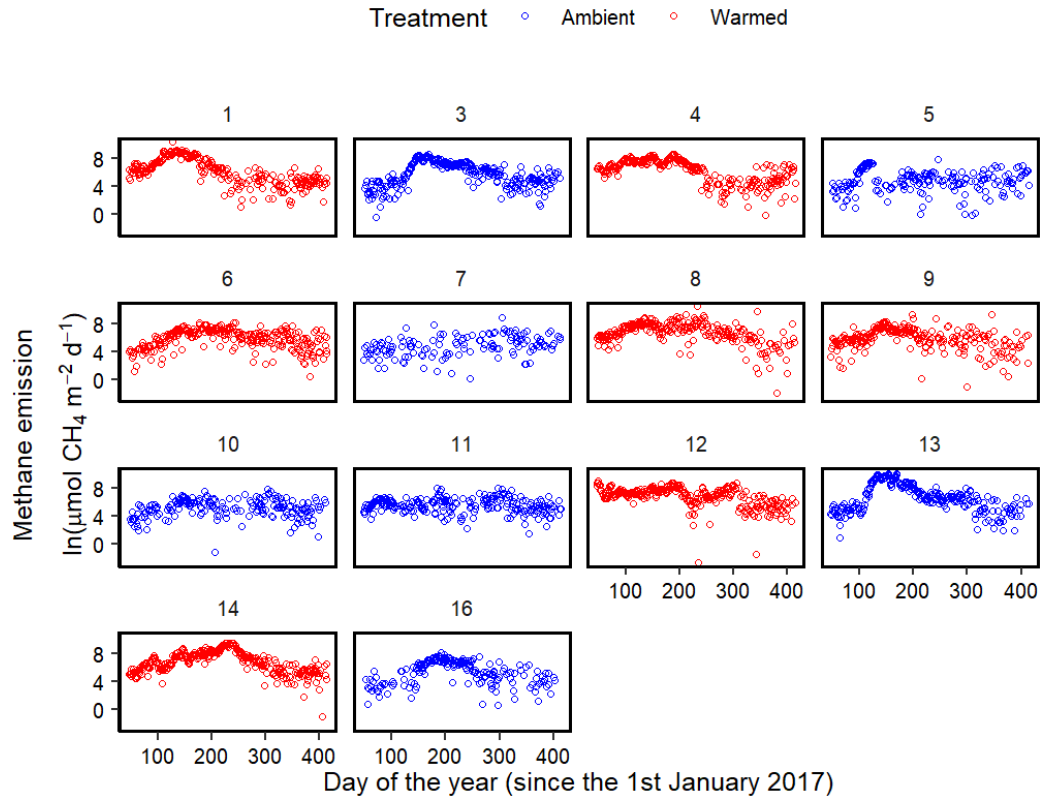 Treatment Ambient Warmed
1 3 4 5
8
4
0
6 7 8 9
8
4
0
10 11 12 13
8
4
0
100 200 300 400 100 200 300 400
14 16
8
4
0
100 200 300 400 100 200 300 400
Day of the year (since the 1st January 2017)
Methane emission
ln(μmol CH₄ m⁻² d⁻¹)